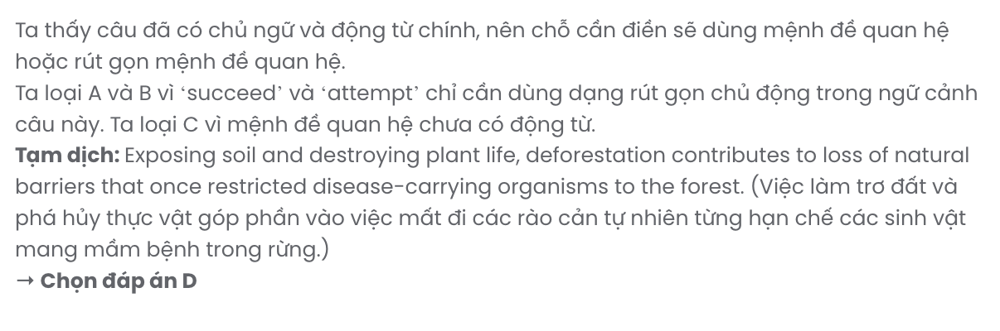 Ta thấy câu đã có chủ ngữ và động từ chính, nên chỗ cần điền sẽ dùng mệnh đề quan hệ
hoặc rút gọn mệnh đề quan hệ.
Ta loại A và B vì ‘succeed’ và ‘attempt’ chỉ cần dùng dạng rút gọn chủ động trong ngữ cảnh
câu này. Ta loại C vì mệnh đề quan hệ chưa có động từ.
Tạm dịch: Exposing soil and destroying plant life, deforestation contributes to loss of natural
barriers that once restricted disease-carrying organisms to the forest. (Việc làm trơ đất và
phá hủy thực vật góp phần vào việc mất đi các rào cản tự nhiên từng hạn chế các sinh vật
mang mầm bệnh trong rừng.)
→ Chọn đáp án D